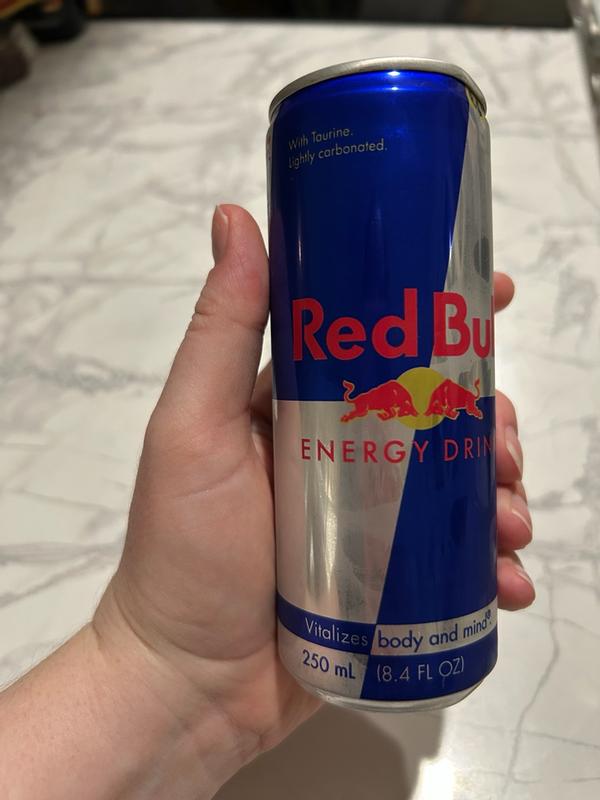 With Taurine.
Lightly carbonated.
Red Bu
ENERGY DRIN
Vitalizes body and mind®
250 mL (8.4 FL OZ)